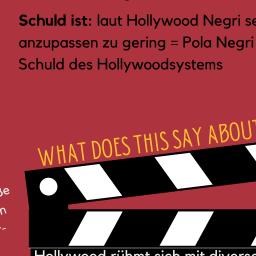 Schuld ist: laut Hollywood Negri se
anzupassen zu gering = Pola Negri
Schuld des Hollywoodsystems
WHAT DOES THIS SAY ABOUT
Hollywood rühmt sich mit diverse